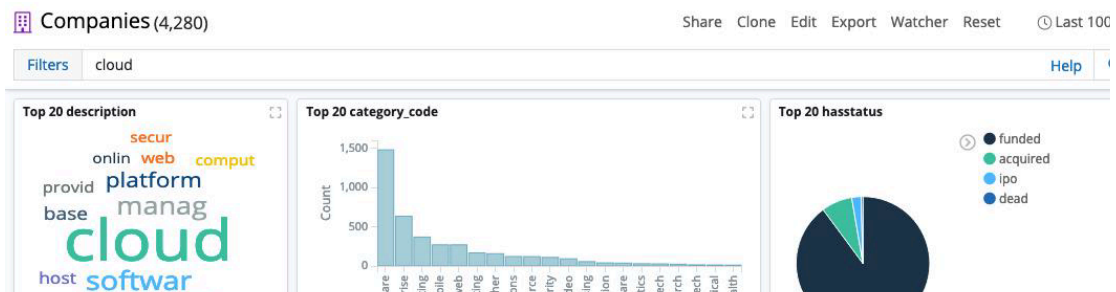 Companies (4,280)
Share Clone Edit Export Watcher Reset Last 100
Filters cloud Help
Top 20 description
secur
onlin web comput
provid platform
base manag
cloud
host softwar
Top 20 category_code
Count
1,500
1,000
500
0
Top 20 hasstatus
funded
acquired
ipo
dead